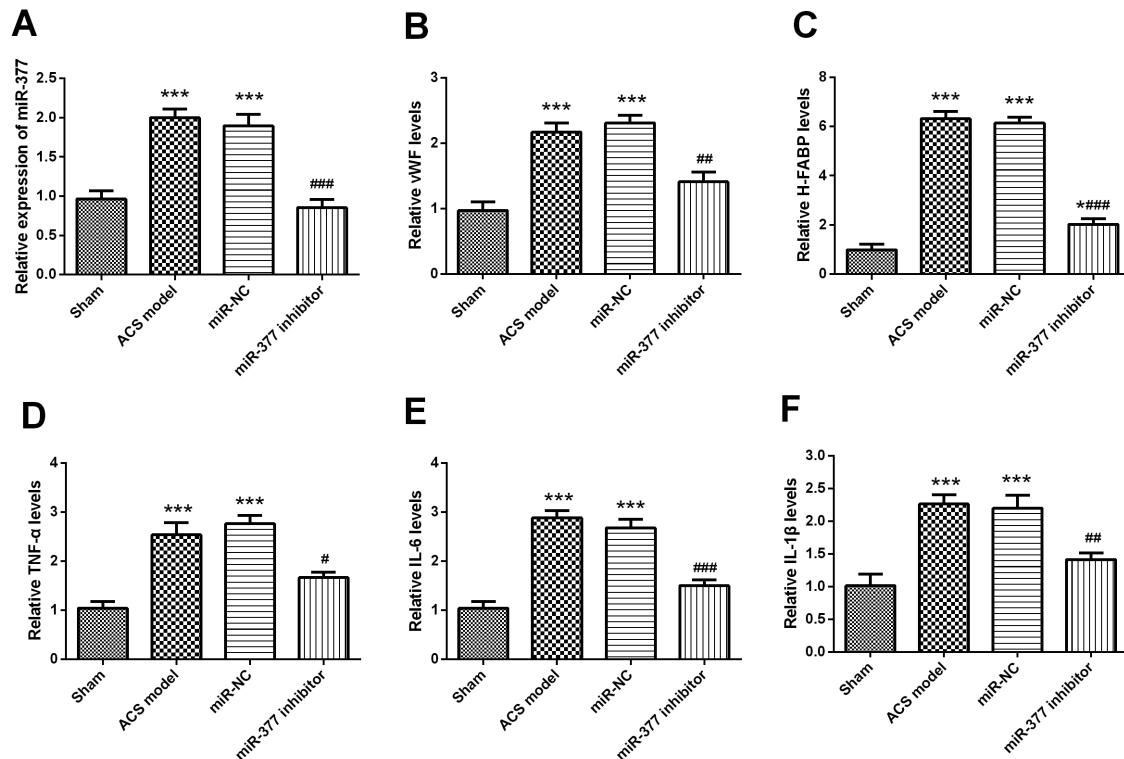 A
Relative expression of miR-377
2.5
2.0
1.5
1.0
0.5
0.0
***
***
###
Sham
ACS model
miR-NC
miR-377 inhibitor
B
Relative vWF levels
3
2
1
0
***
***
##
Sham
ACS model
miR-NC
miR-377 inhibitor
C
Relative H-FABP levels
8
6
4
2
0
***
***
*###
Sham
ACS model
miR-NC
miR-377 inhibitor
D
Relative TNF-α levels
4
3
2
1
0
***
***
#
Sham
ACS model
miR-NC
miR-377 inhibitor
E
Relative IL-6 levels
4
3
2
1
0
***
***
###
Sham
ACS model
miR-NC
miR-377 inhibitor
F
Relative IL-1β levels
3.0
2.5
2.0
1.5
1.0
0.5
0.0
***
***
##
Sham
ACS model
miR-NC
miR-377 inhibitor